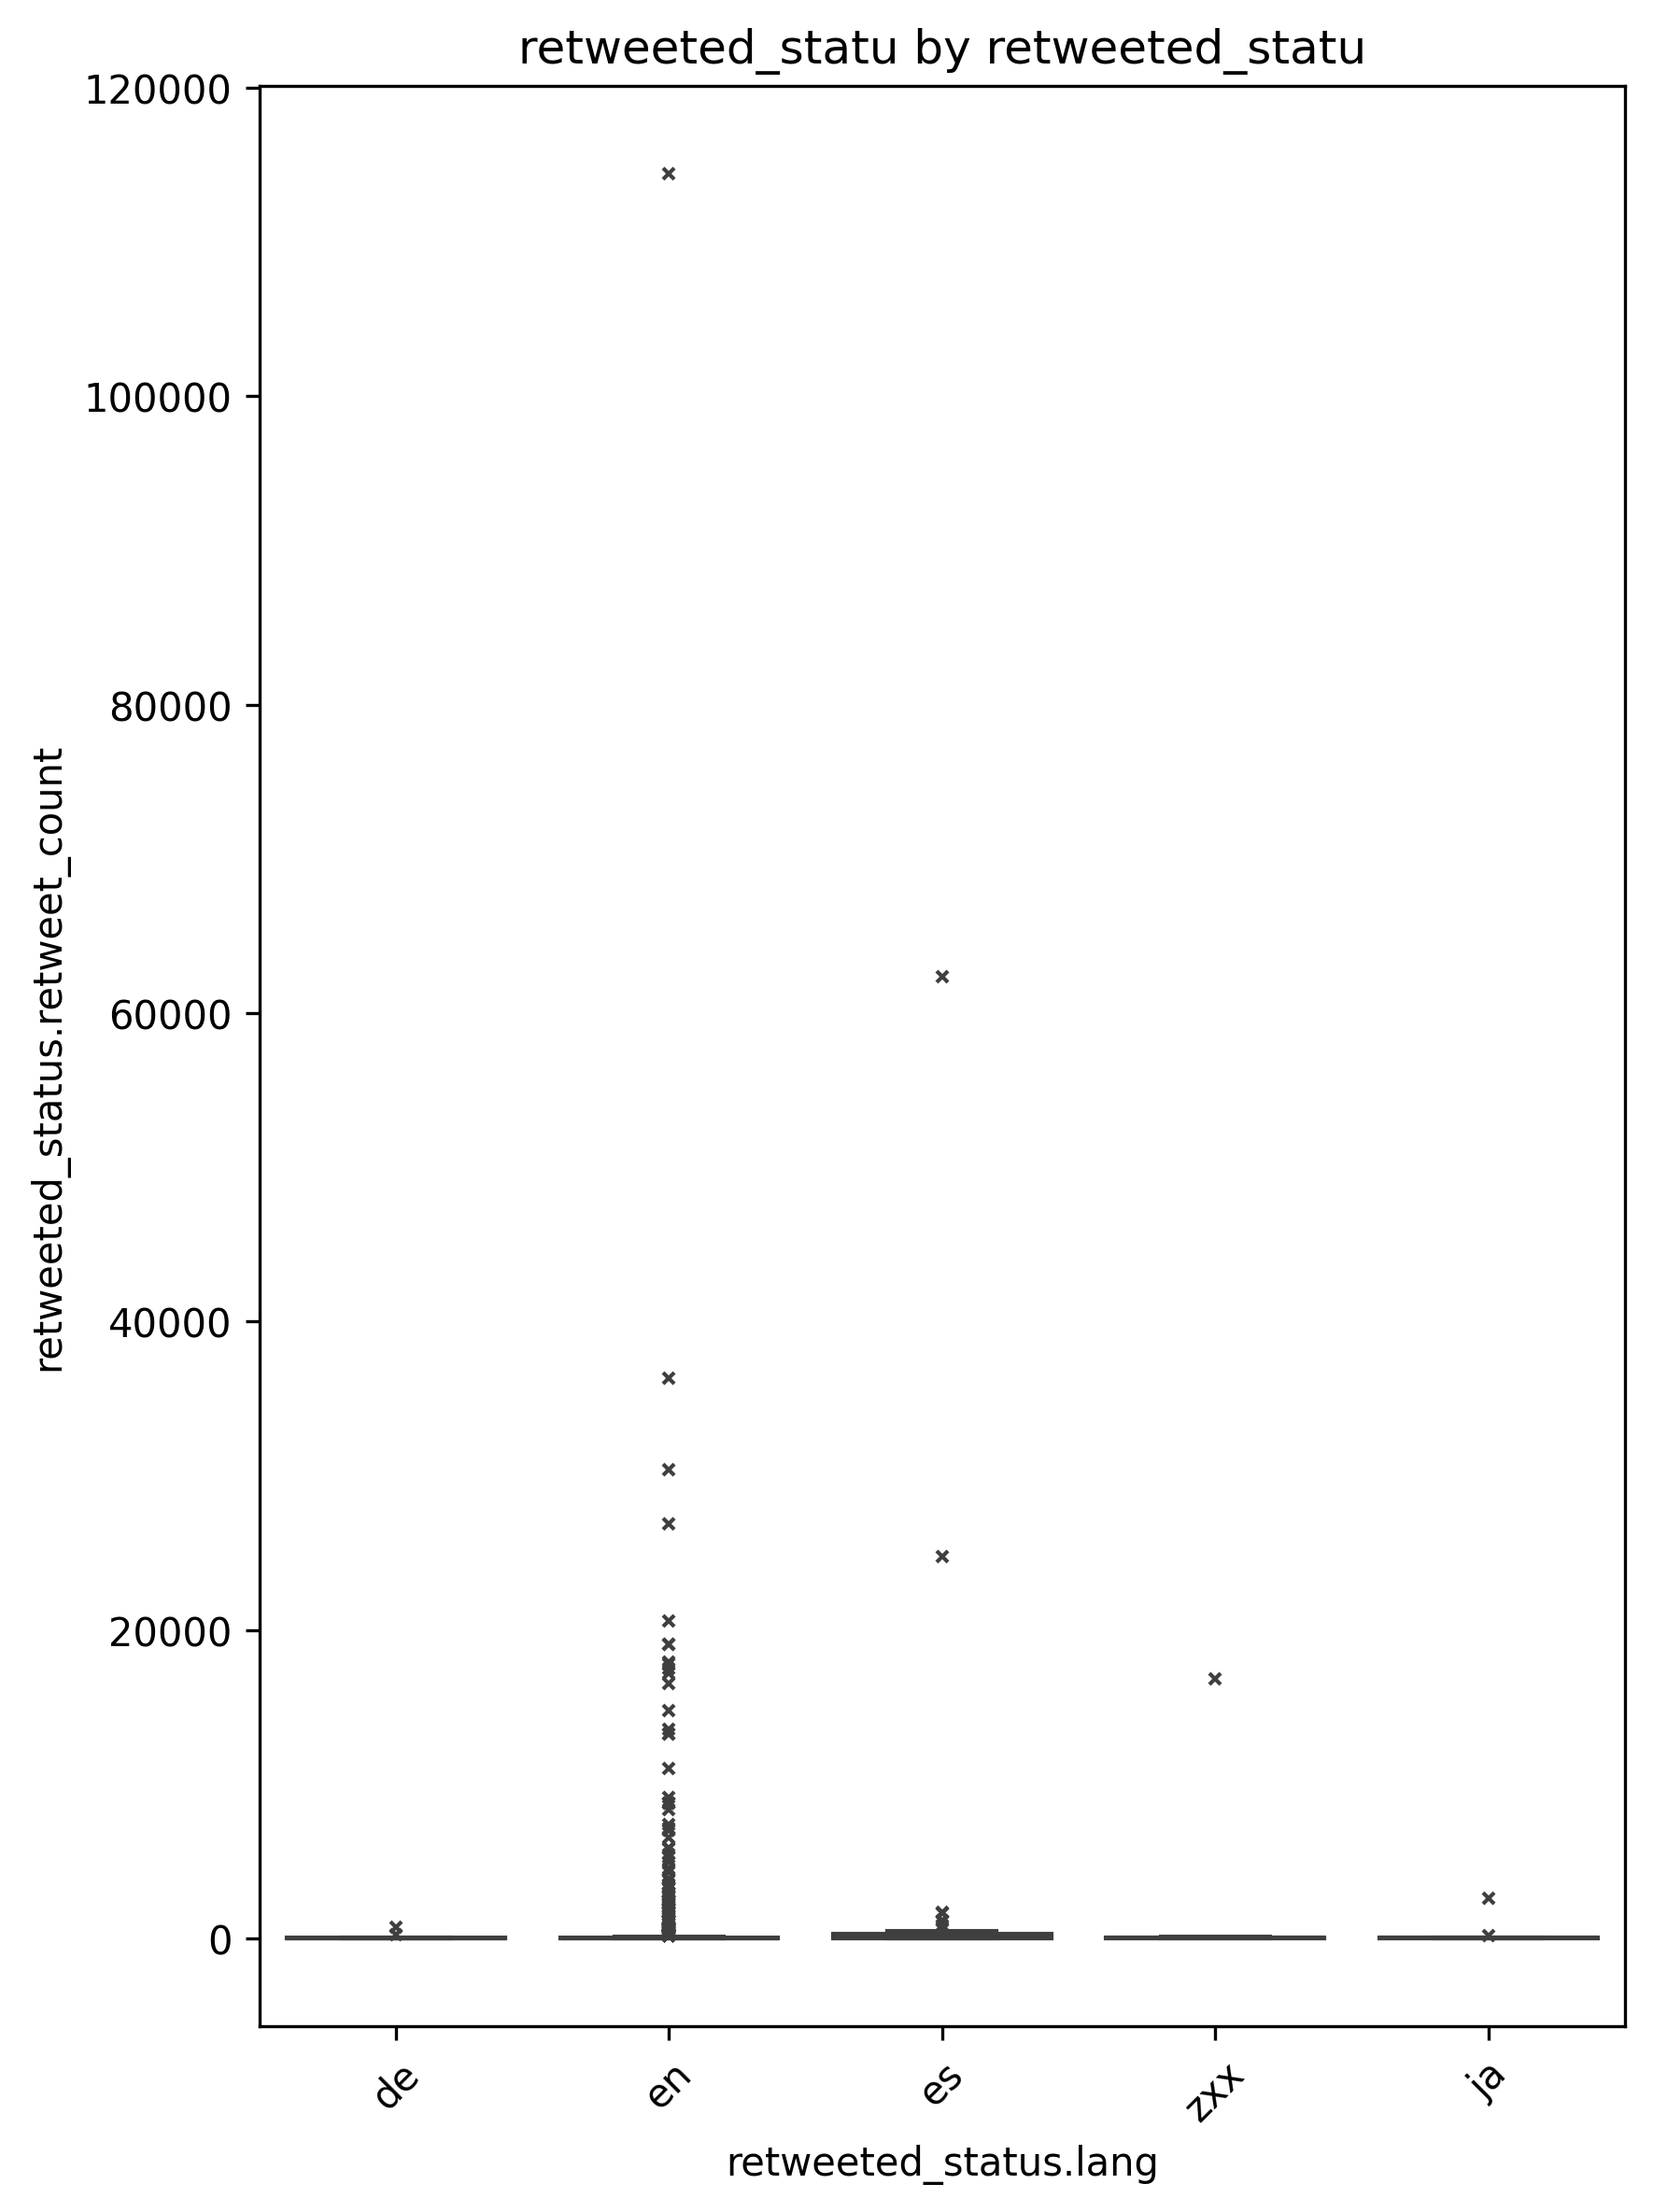 retweeted_statu by retweeted_statu
120000
100000
80000
60000
40000
20000
0
retweeted_status.retweet_count
de
en
es
zxx
ja
retweeted_status.lang